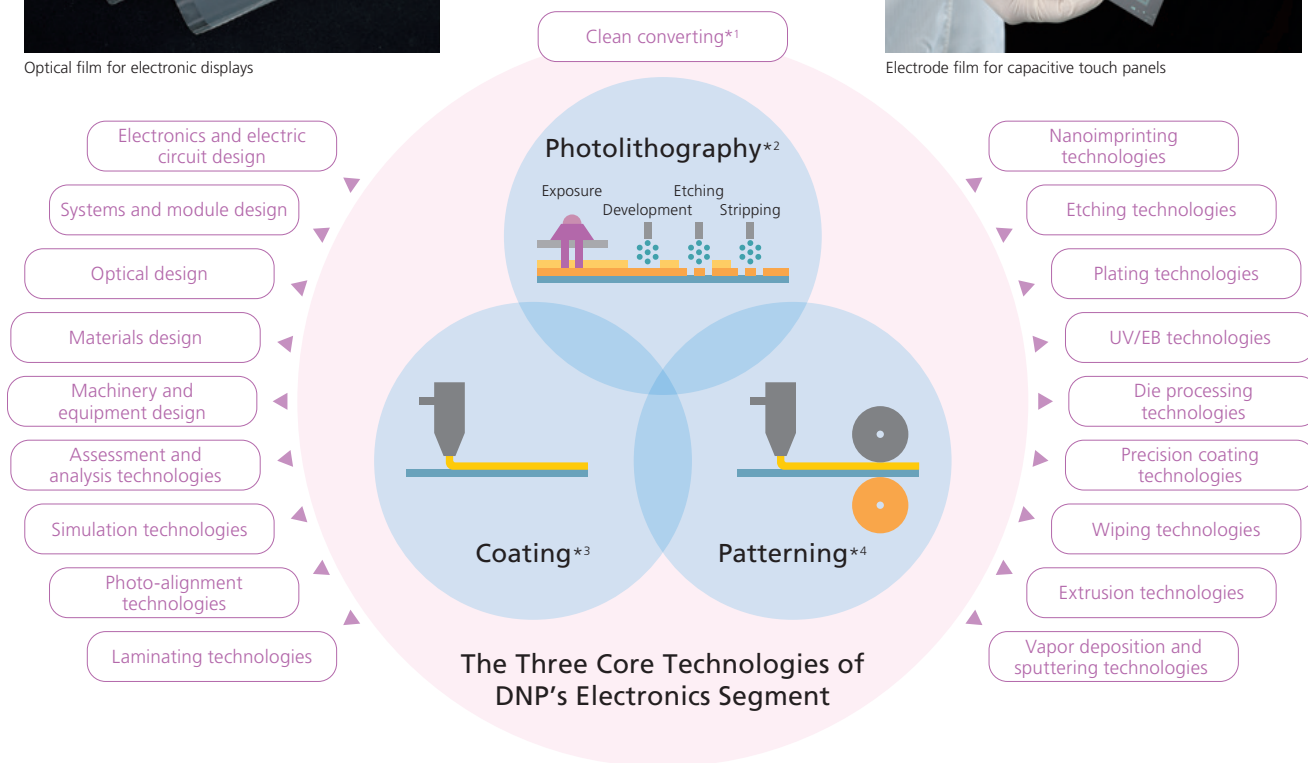 Clean converting*1
Optical film for electronic displays
Electrode film for capacitive touch panels
Electronics and electric
circuit design
Systems and module design
Optical design
Materials design
Machinery and
equipment design
Assessment and
analysis technologies
Simulation technologies
Photo-alignment
technologies
Laminating technologies
Photolithography*2
Exposure
Etching
Development
Stripping
Coating*3
Patterning*4
The Three Core Technologies of
DNP's Electronics Segment
Nanoimprinting
technologies
Etching technologies
Plating technologies
UV/EB technologies
Die processing
technologies
Precision coating
technologies
Wiping technologies
Extrusion technologies
Vapor deposition and
sputtering technologies